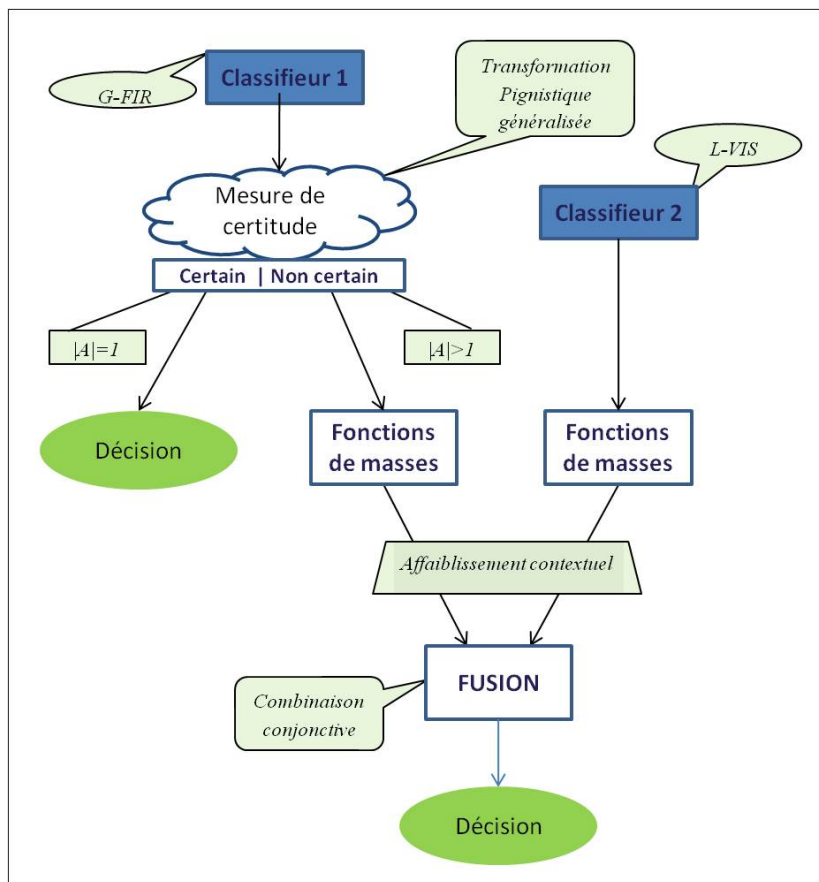 G-FIR
Classifieur 1
Transformation
Pignistique
généralisée
L-VIS
Mesure de
certitude
Classifieur 2
Certain | Non certain
|A|=1
|A|>1
Décision
Fonctions
de masses
Fonctions
de masses
Affaiblissement contextuel
FUSION
Combinaison
conjonctive
Décision